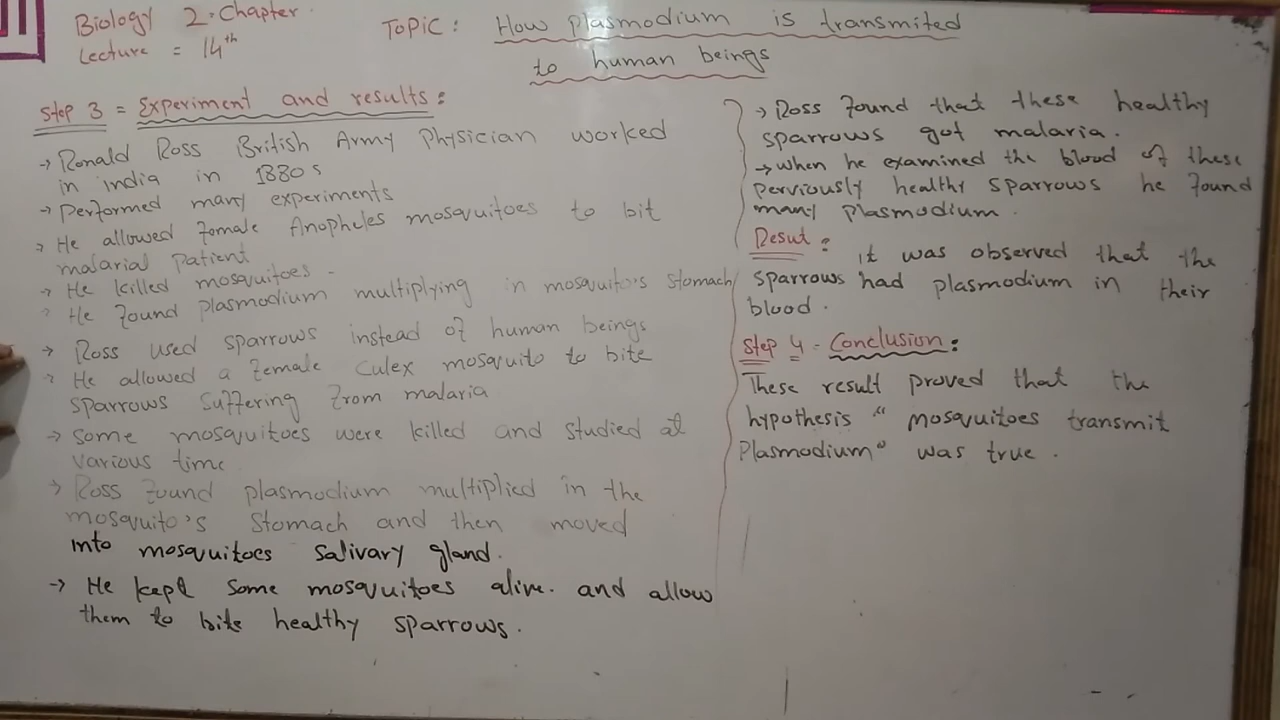 Biology 2. Chapter
Lecture = 14th
Topic: How plasmodium is transmited
to human beings
Step 3 = Experiment and results:
→ Ronald Ross British Army Physician worked
in india in 1880s
→ Performed many experiments
→ He allowed female Anopheles mosquitoes to bit
malarial patient
→ He killed mosquitoes.
→ He found plasmodium multiplying in mosquito's stomach
→ Ross used sparrows instead of human beings
→ He allowed a female culex mosquito to bite
sparrows suffering from malaria
→ some mosquitoes were killed and studied at
various time
→ Ross found plasmodium multiplied in the
mosquito's stomach and then moved
into mosquitoes salivary gland.
→ He kept some mosquitoes alive. and allow
them to bite healthy sparrows.
→ Ross found that these healthy
sparrows got malaria.
→ when he examined the blood of these
perviously healthy sparrows he found
many plasmodium.
Resut: it was observed that the
sparrows had plasmodium in their
blood.
Step 4 - Conclusion:
These result proved that the
hypothesis "mosquitoes transmit
Plasmodium" was true.